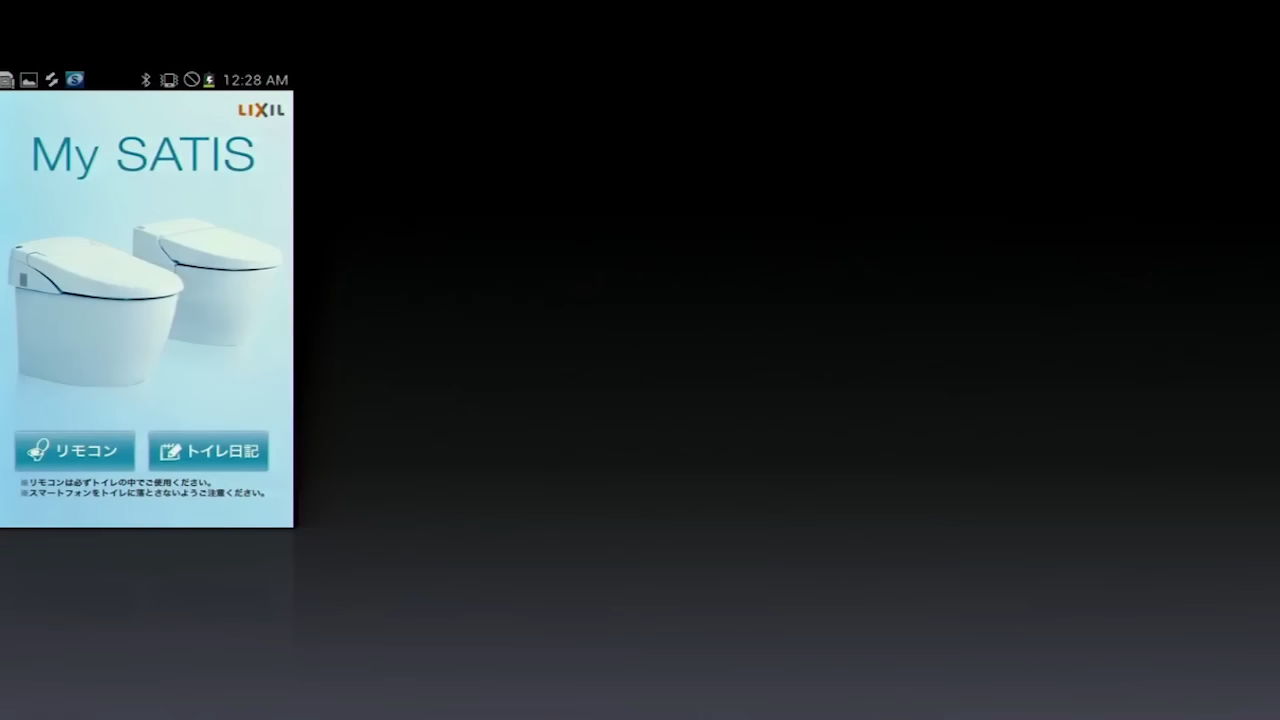 12:28 AM
LIXIL
My SATIS
リモコン
トイレ日記
※リモコンは必ずトイレの中でご使用ください。
※スマートフォンをトイレに落とさないようご注意ください。